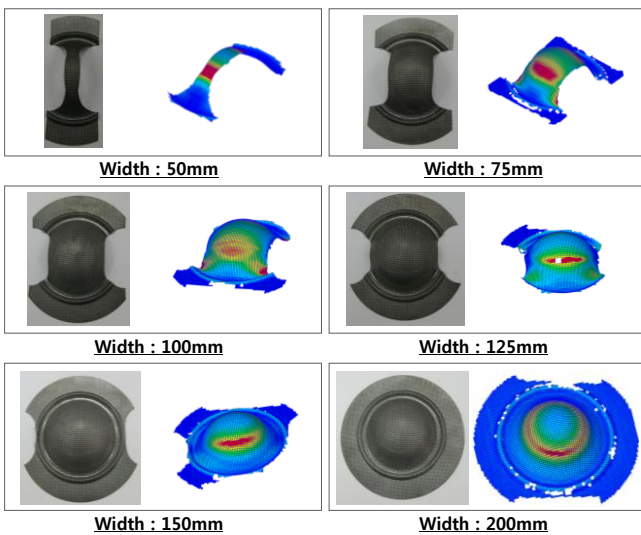 Width : 50mm
Width : 75mm
Width : 100mm
Width : 125mm
Width : 150mm
Width : 200mm